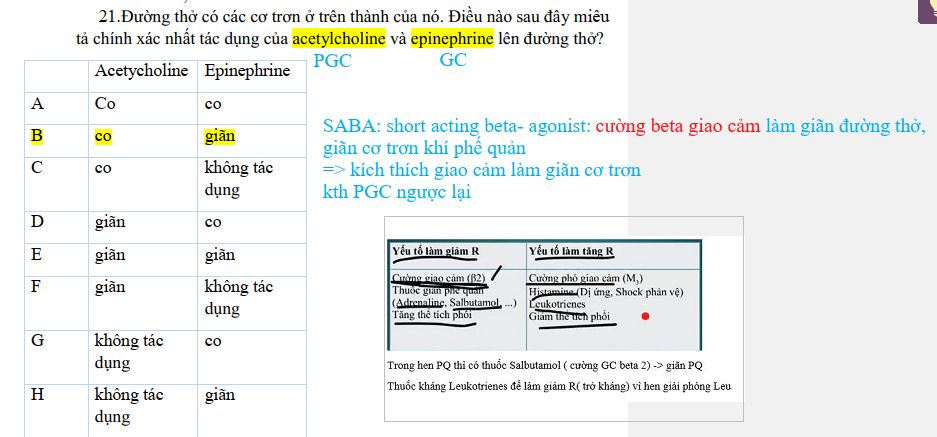 21.Đường thở có các cơ trơn ở trên thành của nó. Điều nào sau đây miêu
tả chính xác nhất tác dụng của acetylcholine và epinephrine lên đường thở?
PGC GC
Acetycholine Epinephrine
A Co co
B co giãn
C co không tác
dụng
D giãn co
E giãn giãn
F giãn không tác
dụng
G không tác co
dụng
H không tác giãn
dụng
SABA: short acting beta- agonist: cường beta giao cảm làm giãn đường thở,
giãn cơ trơn khí phế quản
=> kích thích giao cảm làm giãn cơ trơn
kth PGC ngược lại
Yếu tố làm giảm R Yếu tố làm tăng R
Cường giao cảm (β2) Cường phó giao cảm (M3)
Thuốc giãn phế quản Histamine (Dị ứng, Shock phản vệ)
(Adrenaline, Salbutamol, ...) Leukotrienes
Tăng thể tích phổi Giảm thể tích phổi
Trong hen PQ thì có thuốc Salbutamol ( cường GC beta 2) -> giãn PQ
Thuốc kháng Leukotrienes để làm giảm R( trở kháng) vì hen giải phóng Leu